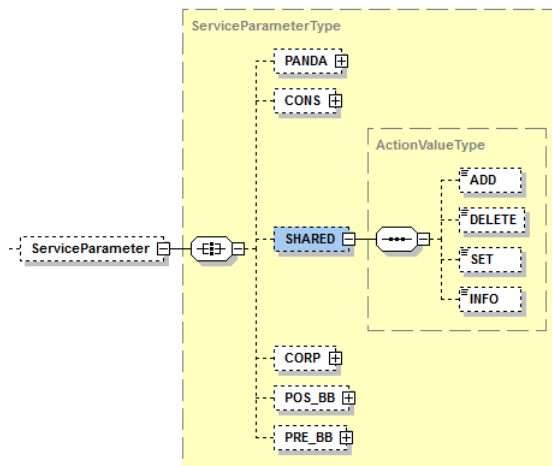 ServiceParameterType
PANDA
CONS
ActionValueType
ADD
DELETE
ServiceParameter
SHARED
SET
INFO
CORP
POS_BB
PRE_BB